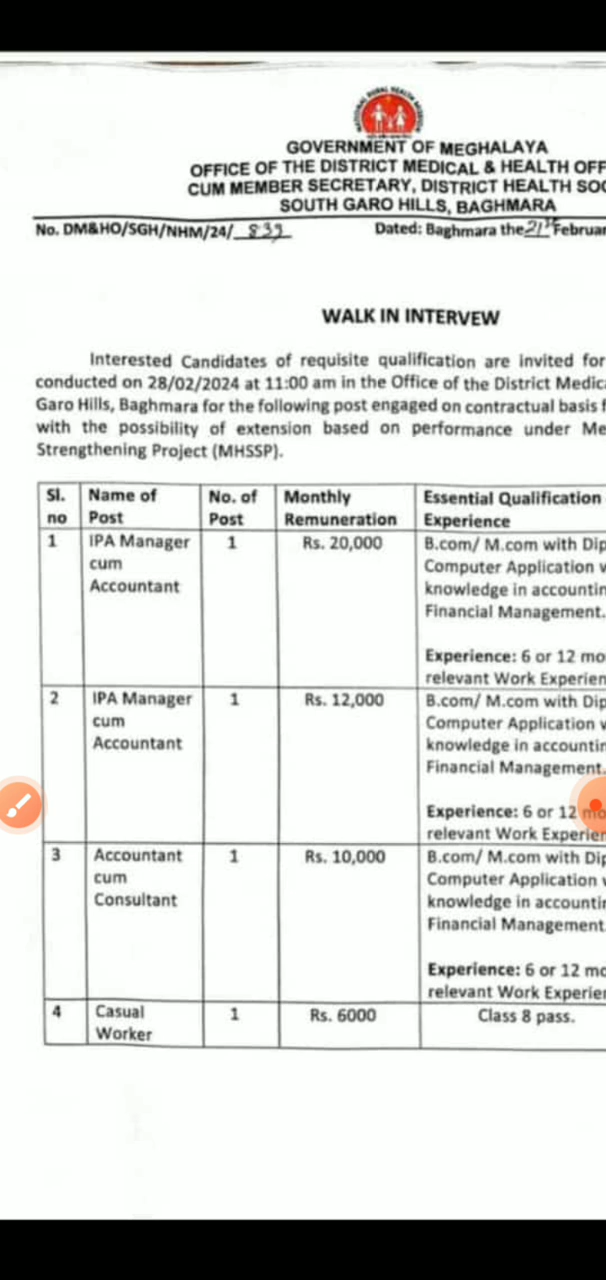 GOVERNMENT OF MEGHALAYA
OFFICE OF THE DISTRICT MEDICAL & HEALTH OFF
CUM MEMBER SECRETARY, DISTRICT HEALTH SOC
SOUTH GARO HILLS, BAGHMARA
No. DM&HO/SGH/NHM/24/ 839 Dated: Baghmara the 21st Februar
WALK IN INTERVEW
Interested Candidates of requisite qualification are invited for
conducted on 28/02/2024 at 11:00 am in the Office of the District Medic
Garo Hills, Baghmara for the following post engaged on contractual basis f
with the possibility of extension based on performance under Me
Strengthening Project (MHSSP).
Sl. no Name of Post No. of Post Monthly Remuneration Essential Qualification Experience
1 IPA Manager 1 Rs. 20,000 B.com/ M.com with Dip
cum Computer Application
Accountant knowledge in accountin
Financial Management.
Experience: 6 or 12 mo
relevant Work Experien
2 IPA Manager 1 Rs. 12,000 B.com/ M.com with Dip
cum Computer Application
Accountant knowledge in accountin
Financial Management.
Experience: 6 or 12 mo
relevant Work Experien
3 Accountant 1 Rs. 10,000 B.com/ M.com with Dip
cum Computer Application
Consultant knowledge in accountin
Financial Management.
Experience: 6 or 12 mo
relevant Work Experien
4 Casual 1 Rs. 6000 Class 8 pass.
Worker